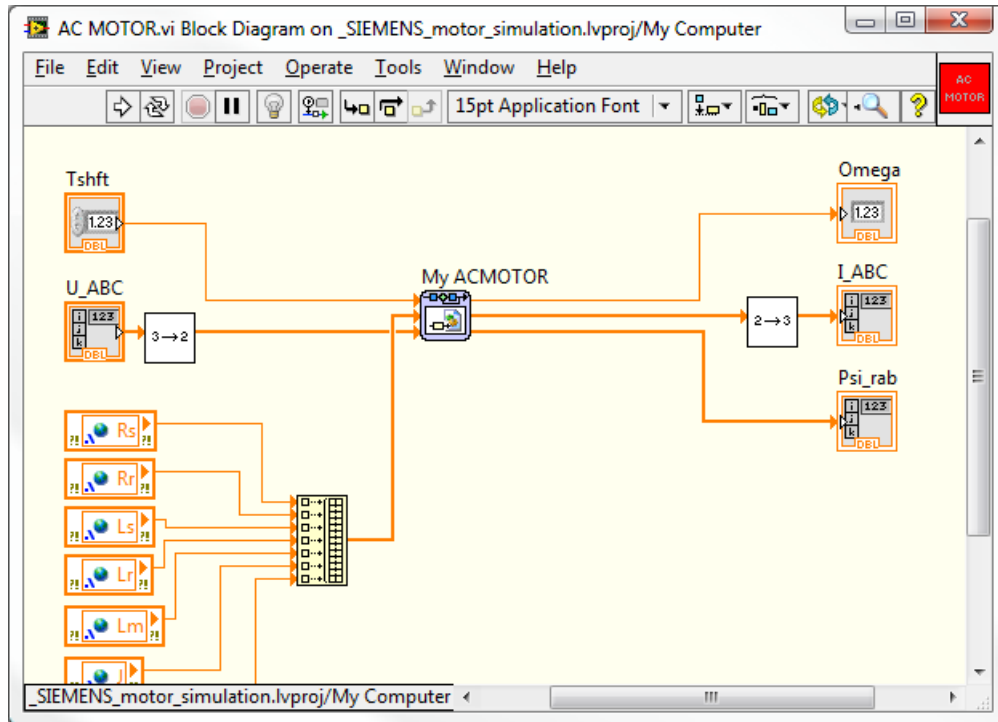 AC MOTOR.vi Block Diagram on _SIEMENS_motor_simulation.lvproj/My Computer
File Edit View Project Operate Tools Window Help
AC
MOTOR
15pt Application Font
Tshft
1.23
DBL
U_ABC
i 123
j
k
DBL
3→2
My ACMOTOR
Omega
1.23
DBL
I_ABC
i 123
j
k
DBL
2→3
Psi_rab
i 123
j
k
DBL
?! Rs ?!
?! Rr ?!
?! Ls ?!
?! Lr ?!
?! Lm ?!
J
_SIEMENS_motor_simulation.lvproj/My Computer